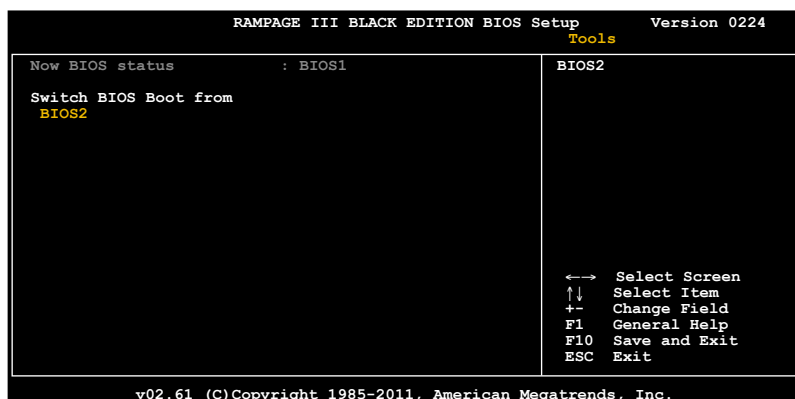 RAMPAGE III BLACK EDITION BIOS Setup Version 0224
Tools
Now BIOS status : BIOS1
Switch BIOS Boot from
BIOS2
BIOS2
←→ Select Screen
↑↓ Select Item
+- Change Field
F1 General Help
F10 Save and Exit
ESC Exit
v02.61 (C)Copyright 1985-2011, American Megatrends, Inc.